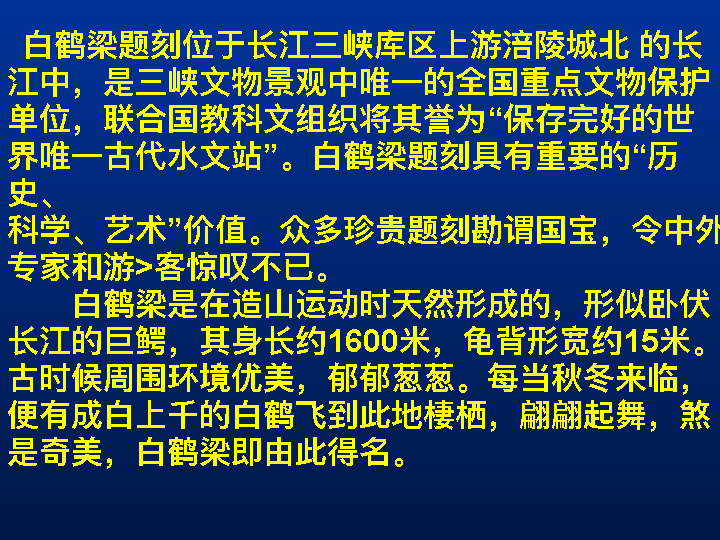 白鹤梁题刻位于长江三峡库区上游涪陵城北 的长
江中，是三峡文物景观中唯一的全国重点文物保护
单位，联合国教科文组织将其誉为“保存完好的世
界唯一古代水文站”。白鹤梁题刻具有重要的“历
史、
科学、艺术”价值。众多珍贵题刻勘谓国宝，令中外
专家和游>客惊叹不已。
白鹤梁是在造山运动时天然形成的，形似卧伏
长江的巨鳄，其身长约1600米，龟背形宽约15米。
古时候周围环境优美，郁郁葱葱。每当秋冬来临，
便有成白上千的白鹤飞到此地棲栖，翩翩起舞，煞
是奇美，白鹤梁即由此得名。